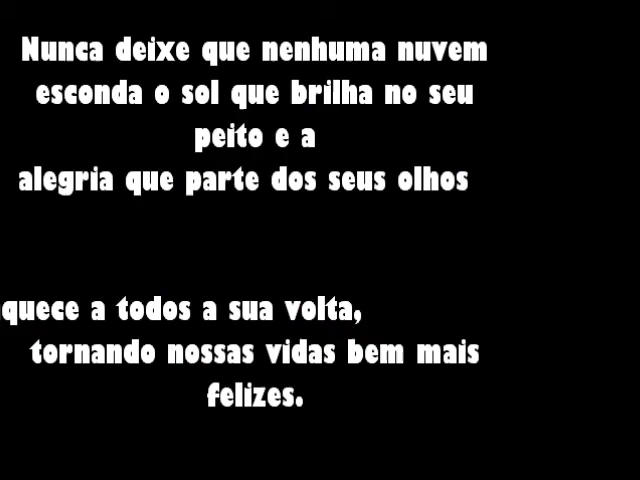 Nunca deixe que nenhuma nuvem
esconda o sol que brilha no seu
peito e a
alegria que parte dos seus olhos
quece a todos a sua volta,
tornando nossas vidas bem mais
felizes.